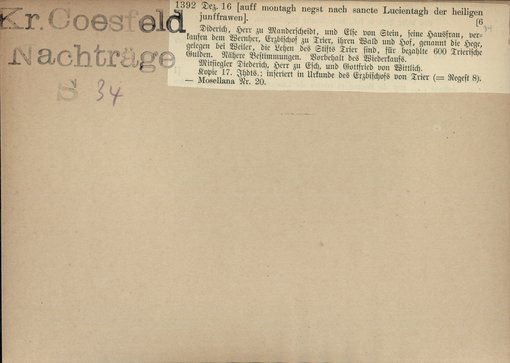 Kr. Coesfeld
Nachträge
S 34
1392 Dez. 16 [auff montagh negst nach sancte Lucientagh der heiligen
junffrawen]. [6
Diderich, Herr zu Manderscheidt, und Else von Stein, seine Hausfrau, ver-
kaufen dem Wernher, Erzbischof zu Trier, ihren Wald und Hof, genannt die Hege,
gelegen bei Weiler, die Lehen des Stifts Trier sind, für bezahlte 600 Trierische
Gulden. Nähere Bestimmungen. Vorbehalt des Wiederkaufs.
Mitsiegler Diederich, Herr zu Esch, und Gottfried von Wittlich.
Kopie 17. Jhdts.; inseriert in Urkunde des Erzbischofs von Trier (= Regest 8).
— Mosellana Nr. 20.